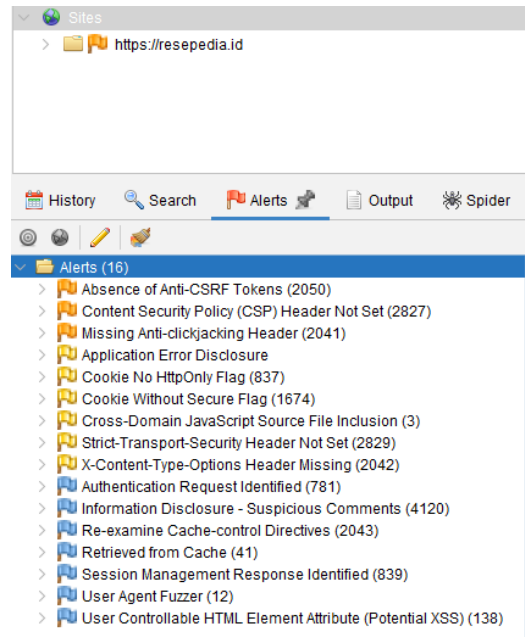 Sites
https://resepedia.id
History Search Alerts Output Spider
Alerts (16)
Absence of Anti-CSRF Tokens (2050)
Content Security Policy (CSP) Header Not Set (2827)
Missing Anti-clickjacking Header (2041)
Application Error Disclosure
Cookie No HttpOnly Flag (837)
Cookie Without Secure Flag (1674)
Cross-Domain JavaScript Source File Inclusion (3)
Strict-Transport-Security Header Not Set (2829)
X-Content-Type-Options Header Missing (2042)
Authentication Request Identified (781)
Information Disclosure - Suspicious Comments (4120)
Re-examine Cache-control Directives (2043)
Retrieved from Cache (41)
Session Management Response Identified (839)
User Agent Fuzzer (12)
User Controllable HTML Element Attribute (Potential XSS) (138)